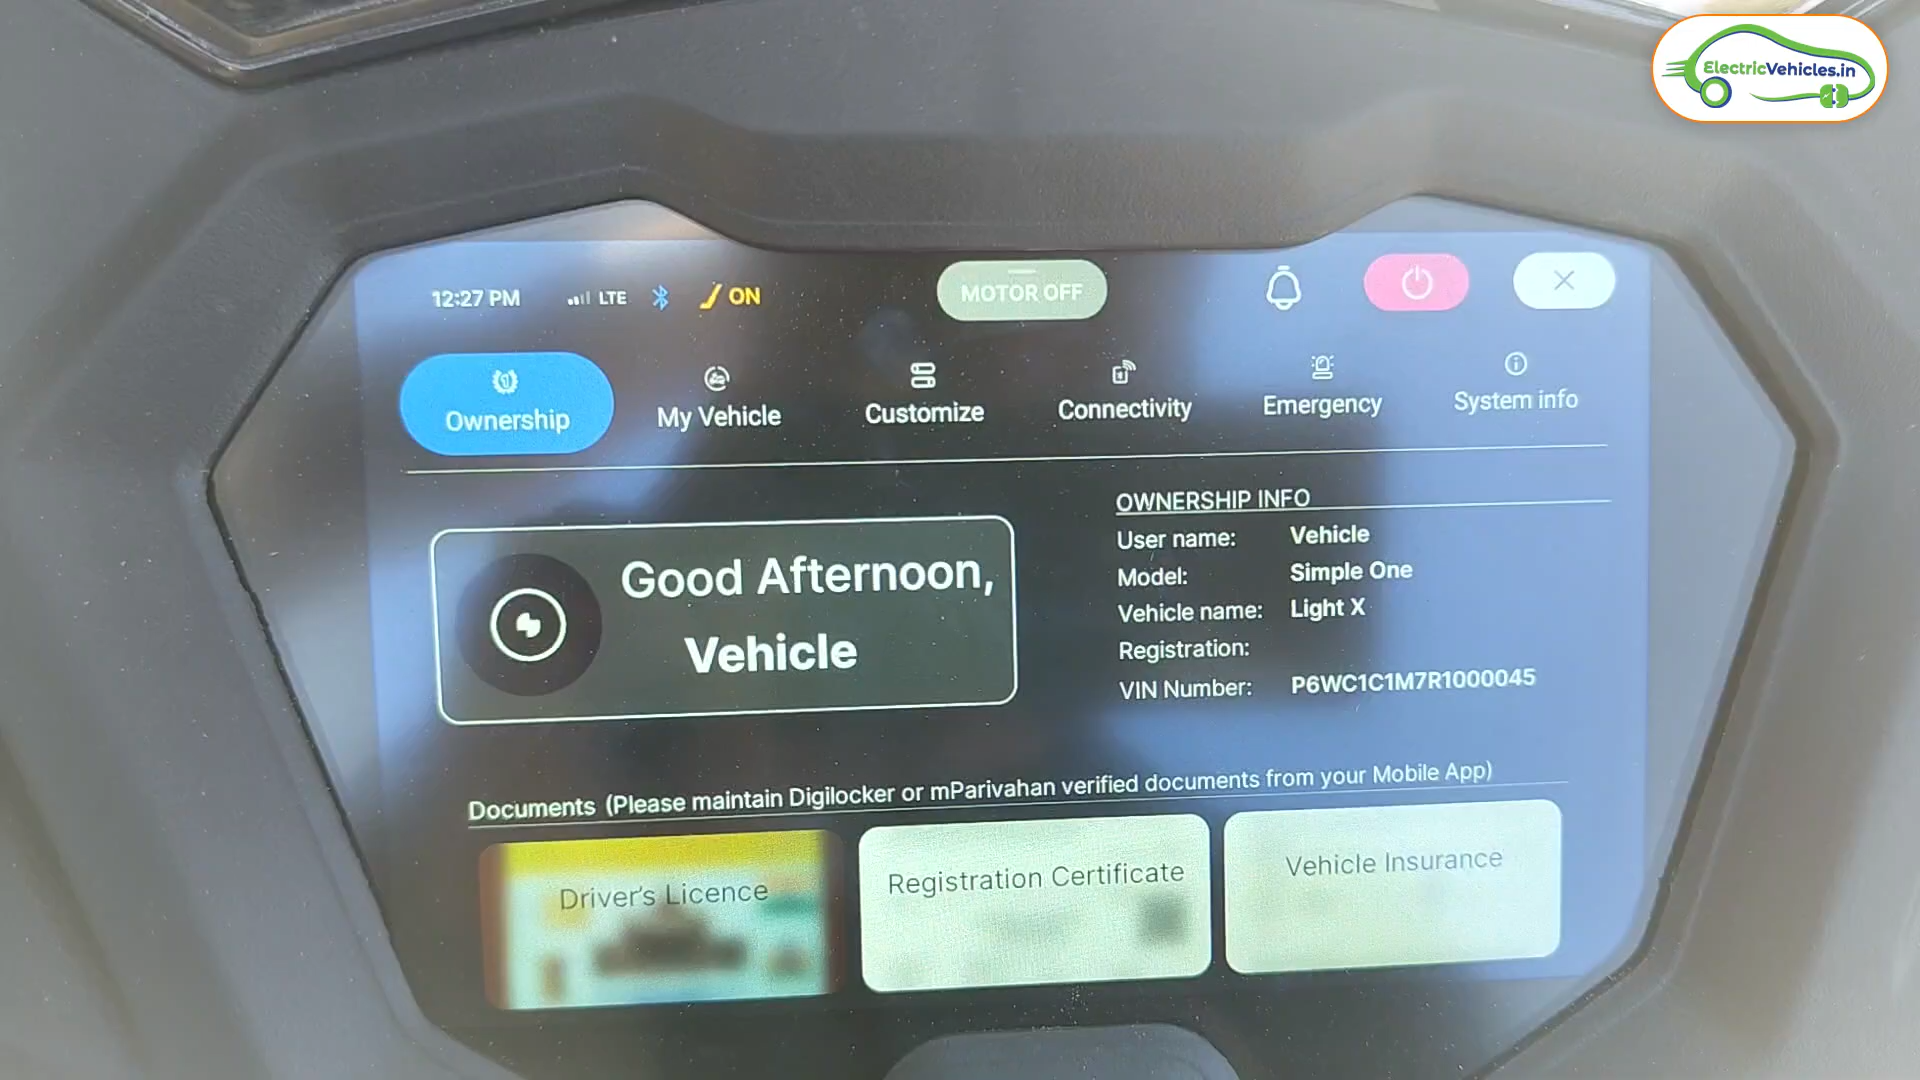 ElectricVehicles.in
12:27 PM LTE ON MOTOR OFF
Ownership My Vehicle Customize Connectivity Emergency System info
Good Afternoon,
Vehicle
OWNERSHIP INFO
User name: Vehicle
Model: Simple One
Vehicle name: Light X
Registration:
VIN Number: P6WC1C1M7R1000045
Documents (Please maintain Digilocker or mParivahan verified documents from your Mobile App)
Driver's Licence
Registration Certificate
Vehicle Insurance